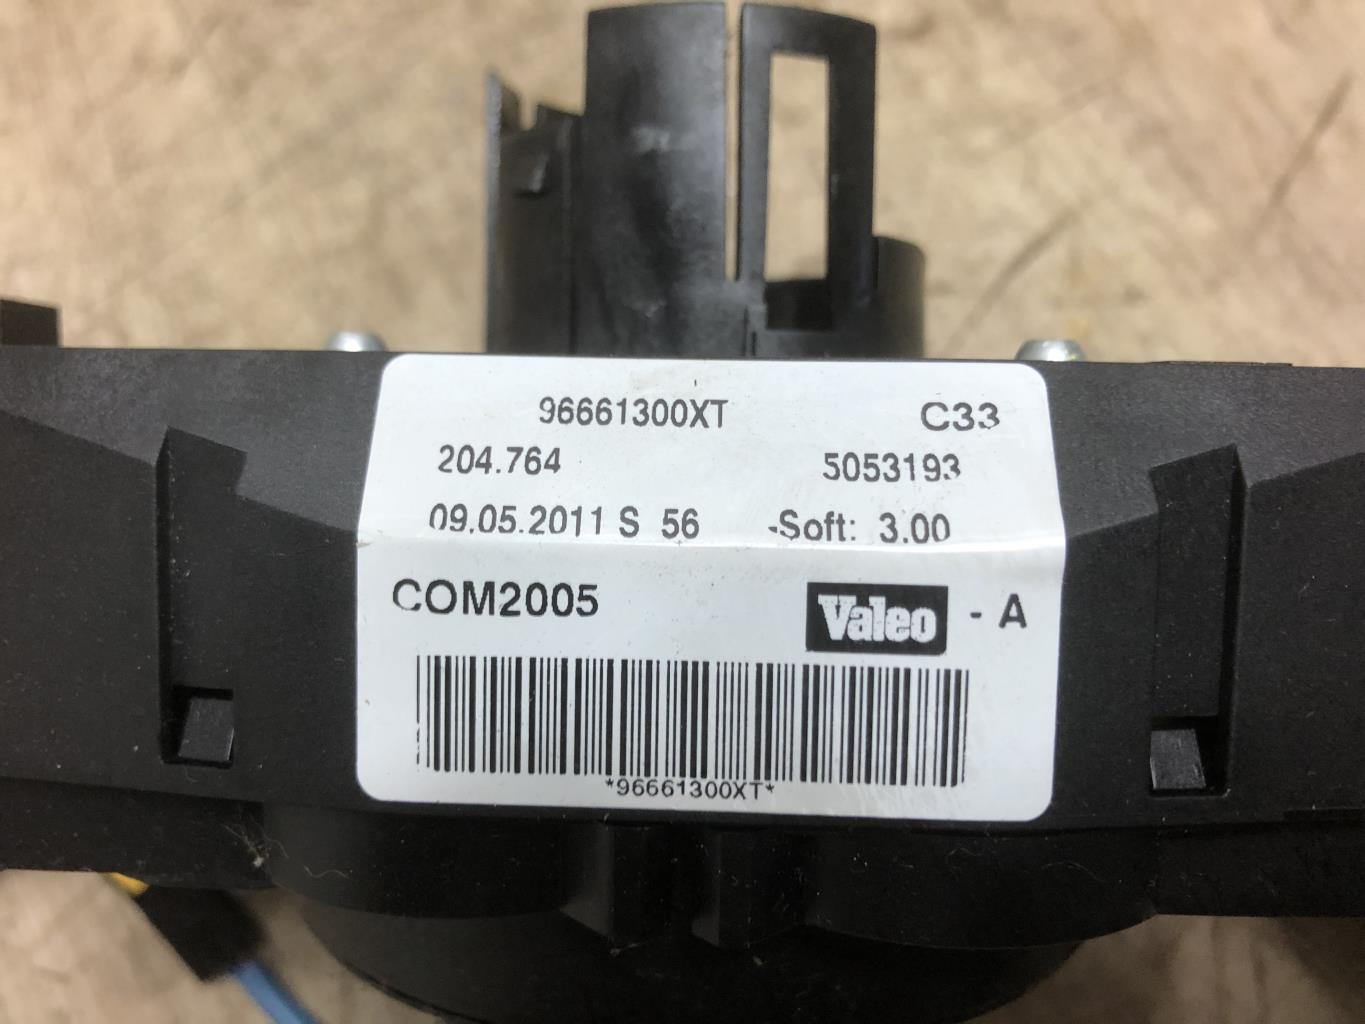 96661300XT C33
204.764 5053193
09.05.2011 S 56 -Soft: 3.00
COM2005 Valeo - A
*96661300XT*